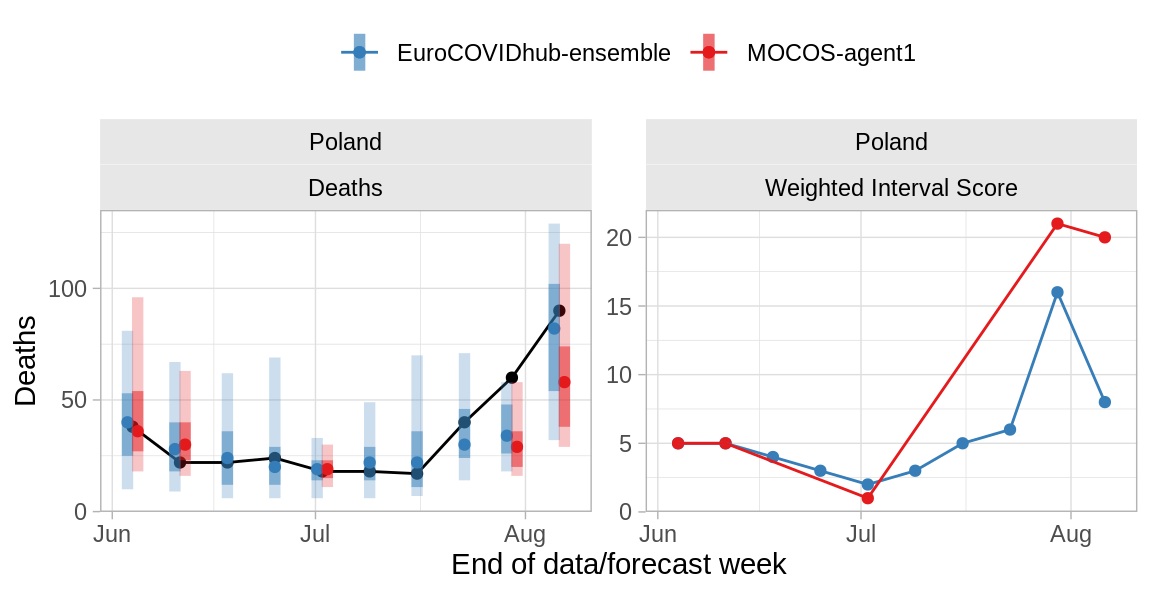 EuroCOVIDhub-ensemble MOCOS-agent1
Poland
Deaths
Poland
Weighted Interval Score
Deaths
100
50
0
Jun Jul Aug
20
15
10
5
0
Jun Jul Aug
End of data/forecast week